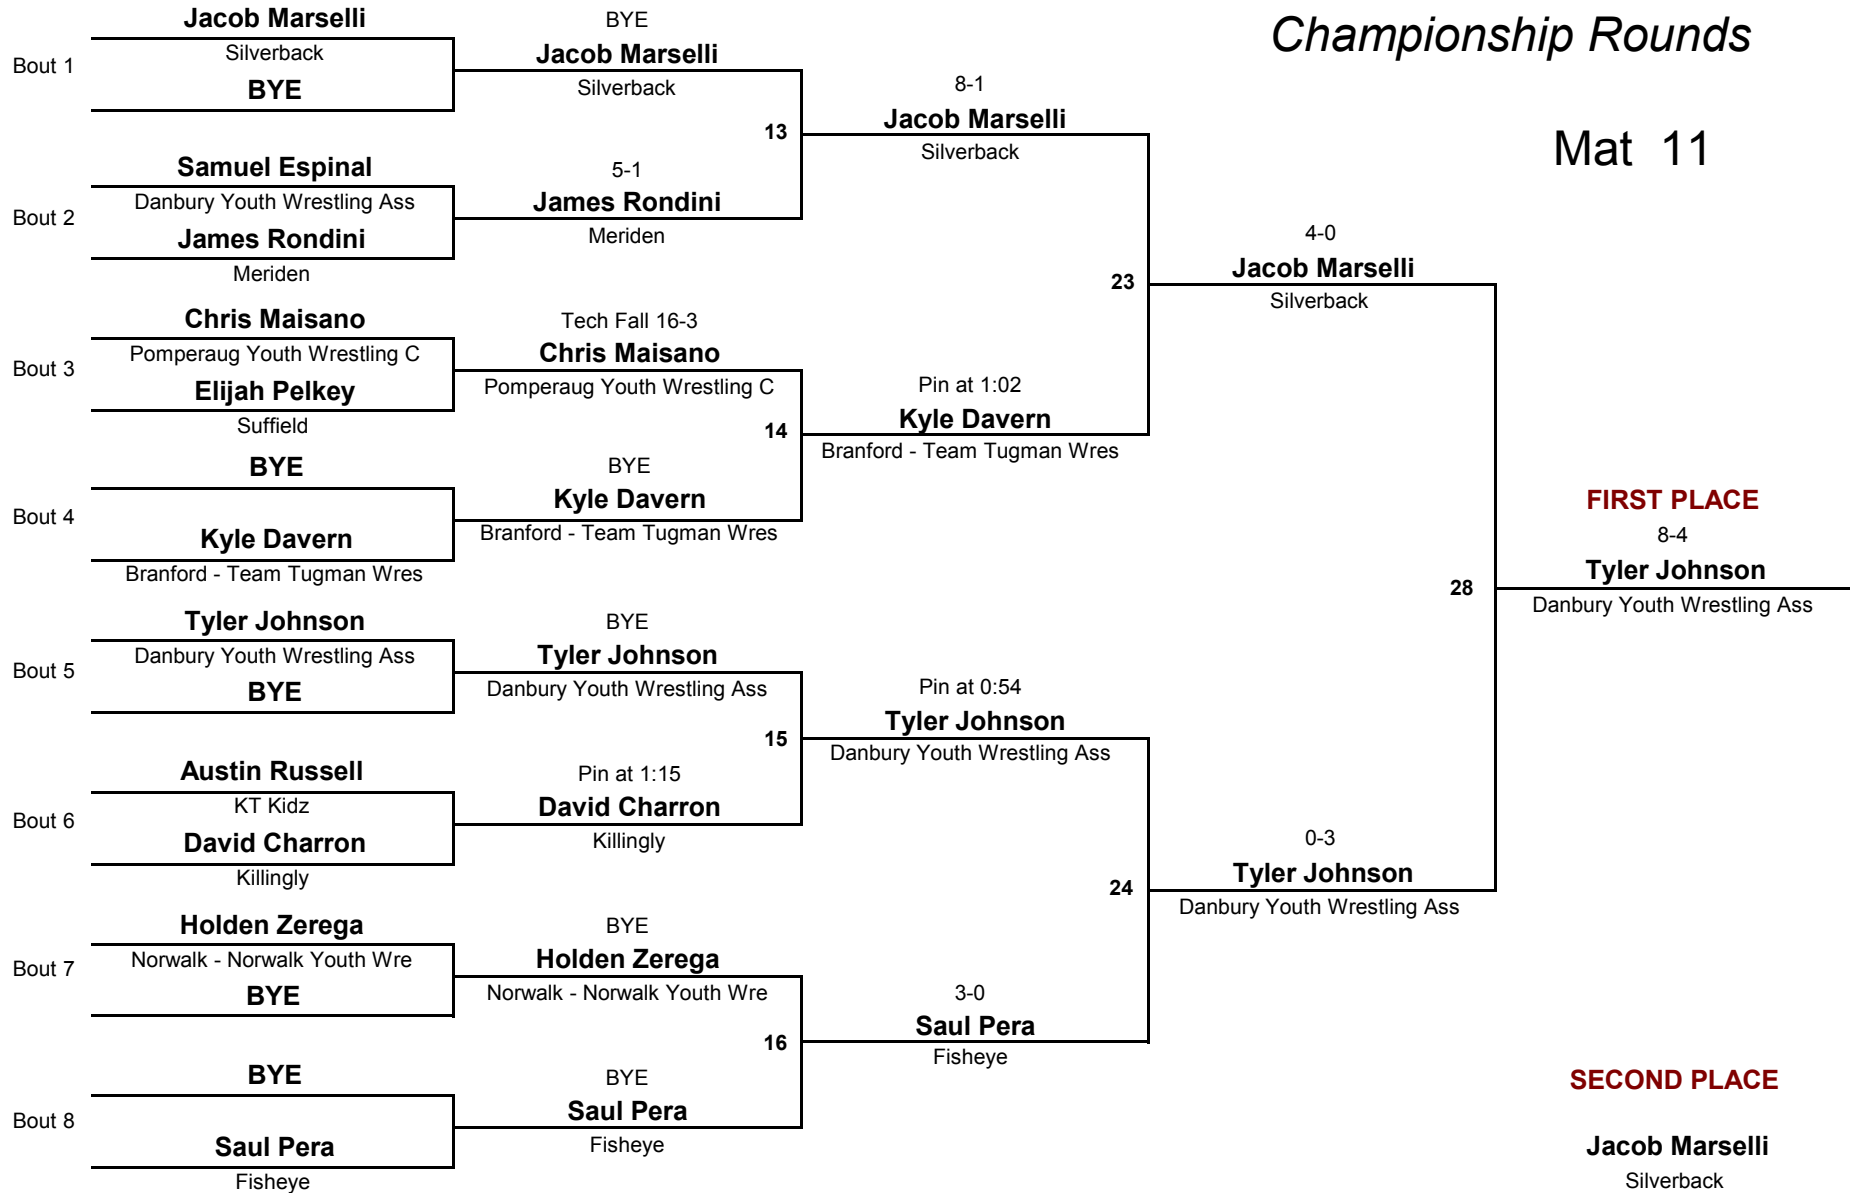 Championship Rounds
Mat 11
Bout 1
Jacob Marselli
Silverback
BYE
Bout 2
Samuel Espinal
Danbury Youth Wrestling Ass
James Rondini
Meriden
Bout 3
Chris Maisano
Pomperaug Youth Wrestling C
Elijah Pelkey
Suffield
Bout 4
BYE
Kyle Davern
Branford - Team Tugman Wres
Bout 5
Tyler Johnson
Danbury Youth Wrestling Ass
BYE
Bout 6
Austin Russell
KT Kidz
David Charron
Killingly
Bout 7
Holden Zerega
Norwalk - Norwalk Youth Wre
BYE
Bout 8
BYE
Saul Pera
Fisheye
BYE
Jacob Marselli
Silverback
13
5-1
James Rondini
Meriden
Tech Fall 16-3
Chris Maisano
Pomperaug Youth Wrestling C
14
BYE
Kyle Davern
Branford - Team Tugman Wres
BYE
Tyler Johnson
Danbury Youth Wrestling Ass
15
Pin at 1:15
David Charron
Killingly
BYE
Holden Zerega
Norwalk - Norwalk Youth Wre
16
BYE
Saul Pera
Fisheye
8-1
Jacob Marselli
Silverback
23
Pin at 1:02
Kyle Davern
Branford - Team Tugman Wres
Pin at 0:54
Tyler Johnson
Danbury Youth Wrestling Ass
24
3-0
Saul Pera
Fisheye
4-0
Jacob Marselli
Silverback
28
0-3
Tyler Johnson
Danbury Youth Wrestling Ass
FIRST PLACE
8-4
Tyler Johnson
Danbury Youth Wrestling Ass
SECOND PLACE
Jacob Marselli
Silverback